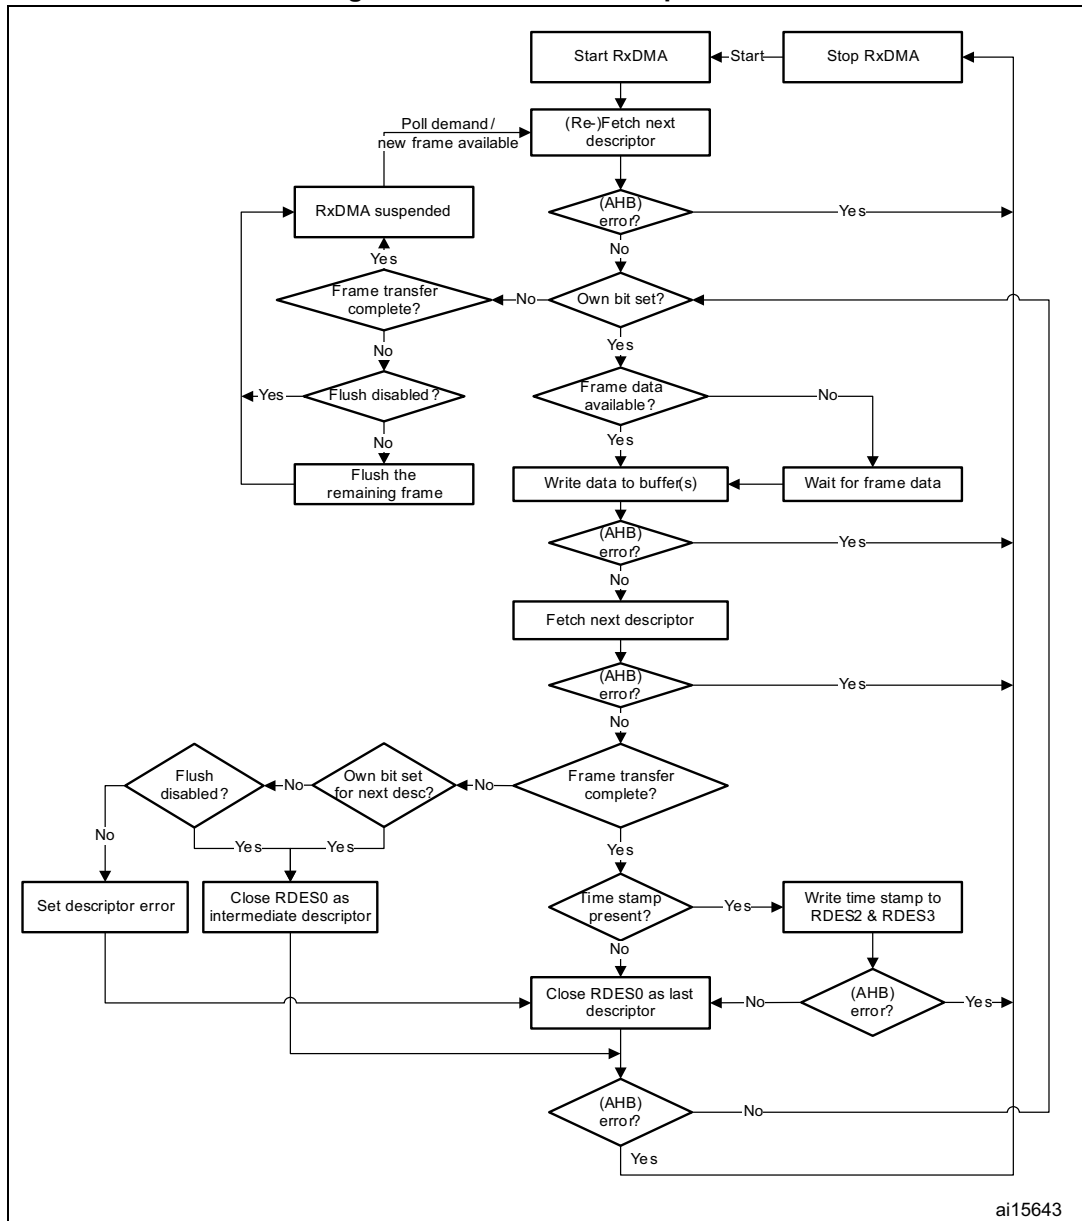 Start RxDMA
Start
Stop RxDMA
Poll demand /
new frame available
(Re-)Fetch next
descriptor
RxDMA suspended
(AHB)
error?
Yes
No
Yes
Frame transfer
complete?
No
Own bit set?
No
Yes
Yes
Flush disabled ?
Frame data
available?
No
No
Yes
Flush the
remaining frame
Write data to buffer(s)
Wait for frame data
(AHB)
error?
Yes
No
Fetch next descriptor
(AHB)
error?
Yes
No
Flush
disabled ?
No
Own bit set
for next desc?
No
Frame transfer
complete?
No
Yes
Yes
Yes
Set descriptor error
Close RDES0 as
intermediate descriptor
Time stamp
present?
Yes
Write time stamp to
RDES2 & RDES3
No
Close RDES0 as last
descriptor
No
(AHB)
error?
Yes
(AHB)
error?
No
Yes
ai15643